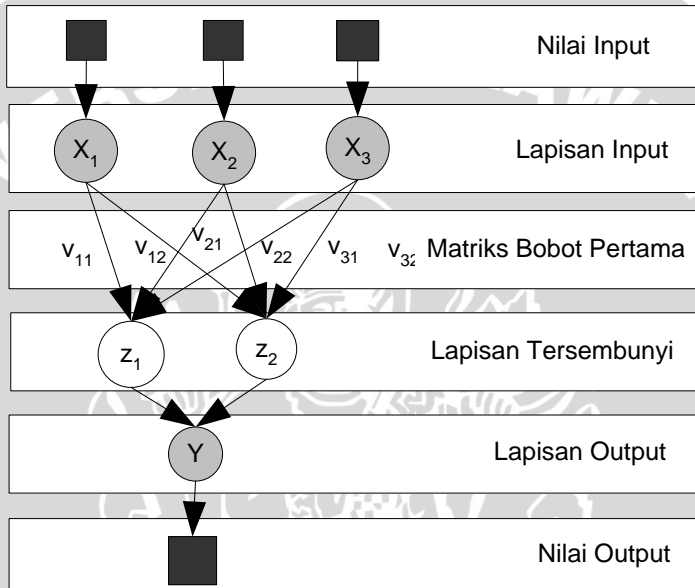 Nilai Input
X₁ X₂ X₃ Lapisan Input
v₁₁ v₁₂ v₂₁ v₂₂ v₃₁ v₃₂ Matriks Bobot Pertama
z₁ z₂ Lapisan Tersembunyi
Y Lapisan Output
Nilai Output